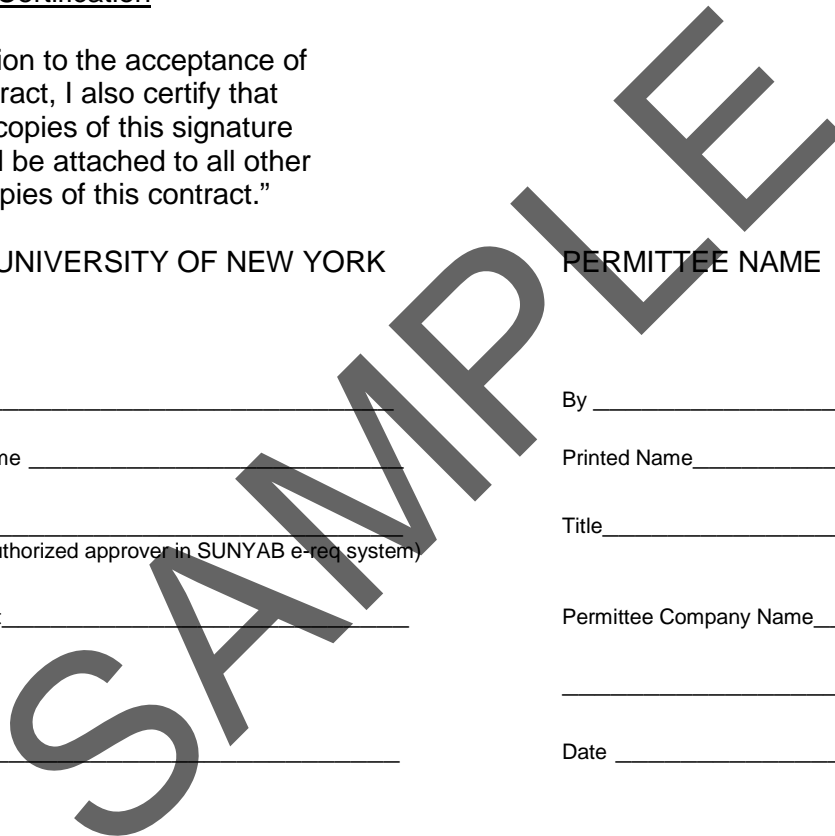 Certification
ion to the acceptance of
ract, I also certify that
copies of this signature
l be attached to all other
pies of this contract.”
UNIVERSITY OF NEW YORK
PERMITTEE NAME
By
me
Printed Name
Title
uthorized approver in SUNYAB e-req system)
Permittee Company Name
Date
SAMPLE